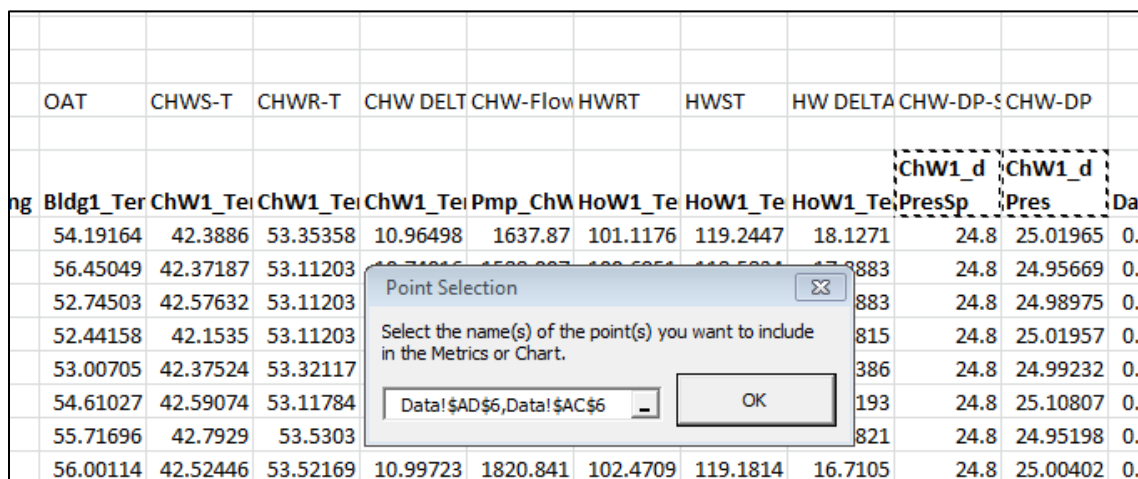 OAT CHWS-T CHWR-T CHW DELT CHW-Flow HWRT HWST HW DELTA CHW-DP-S CHW-DP
ChW1_d ChW1_d
ng Bldg1_Ter ChW1_Te ChW1_Te ChW1_Te Pmp_ChW HoW1_Te HoW1_Te HoW1_Te PresSp Pres Da
54.19164 42.3886 53.35358 10.96498 1637.87 101.1176 119.2447 18.1271 24.8 25.01965 0.
56.45049 42.37187 53.11203 24.8 24.95669 0.
52.74503 42.57632 53.11203 883 24.8 24.98975 0.
52.44158 42.1535 53.11203 815 24.8 25.01957 0.
53.00705 42.37524 53.32117 386 24.8 24.99232 0.
54.61027 42.59074 53.11784 193 24.8 25.10807 0.
55.71696 42.7929 53.5303 821 24.8 24.95198 0.
56.00114 42.52446 53.52169 10.99723 1820.841 102.4709 119.1814 16.7105 24.8 25.00402 0.
Point Selection
Select the name(s) of the point(s) you want to include
in the Metrics or Chart.
Data!$AD$6,Data!$AC$6 OK